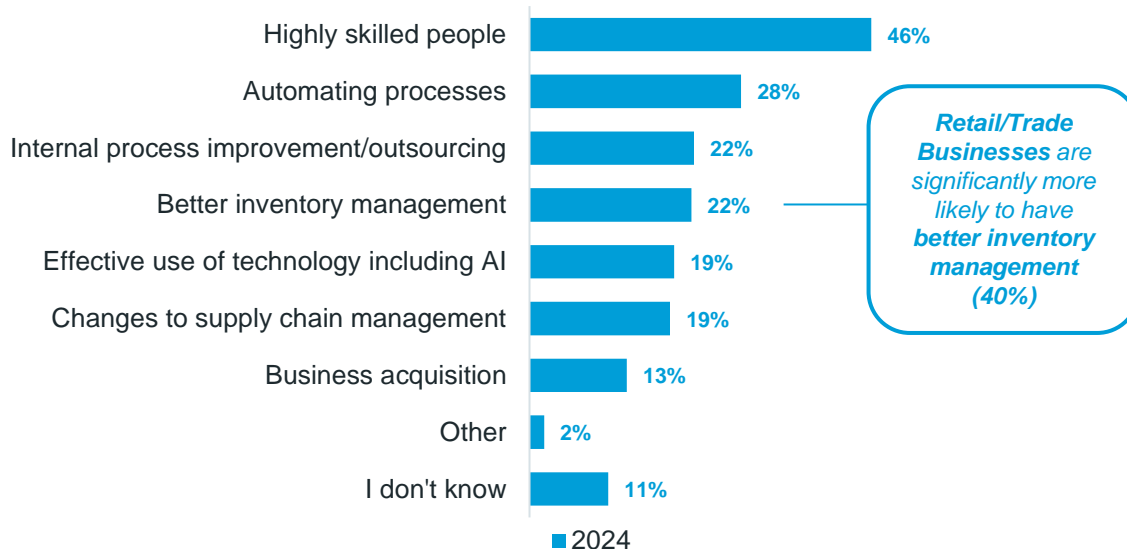 Highly skilled people 46%
Automating processes 28%
Internal process improvement/outsourcing 22%
Better inventory management 22%
Effective use of technology including AI 19%
Changes to supply chain management 19%
Business acquisition 13%
Other 2%
I don't know 11%
2024
Retail/Trade
Businesses are
significantly more
likely to have
better inventory
management
(40%)